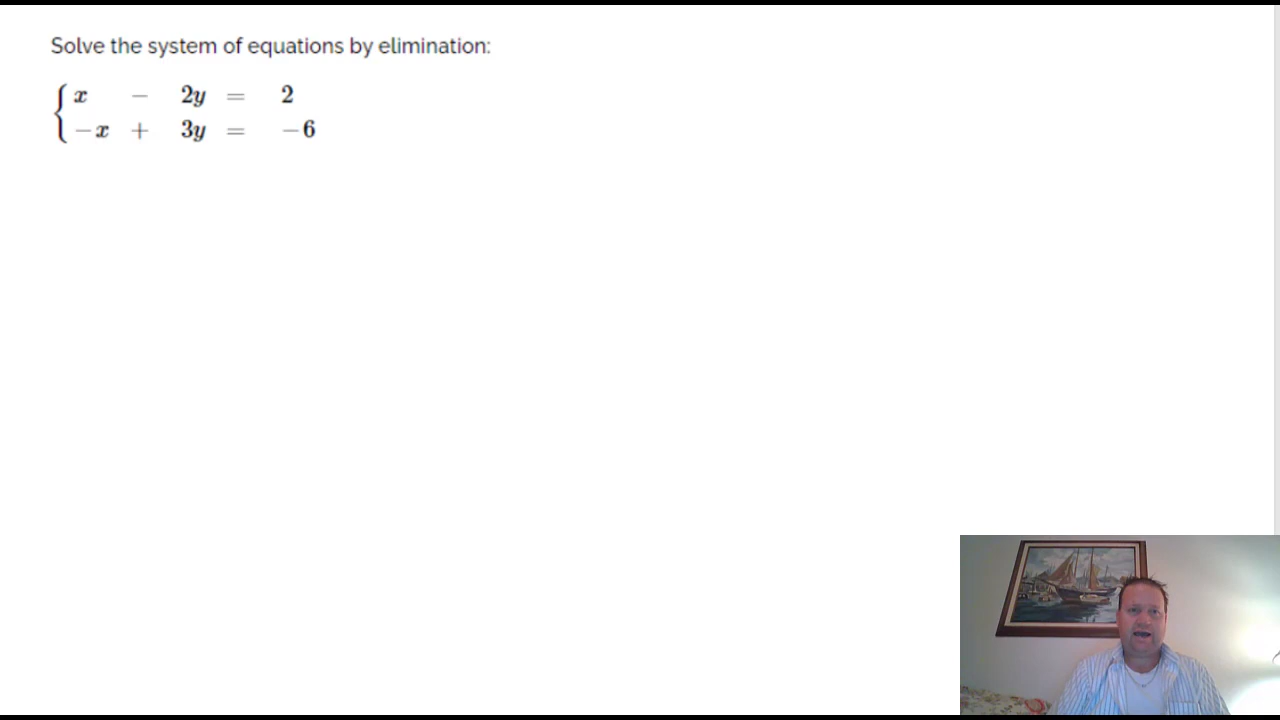 Solve the system of equations by elimination:
x − 2y = 2
−x + 3y = −6